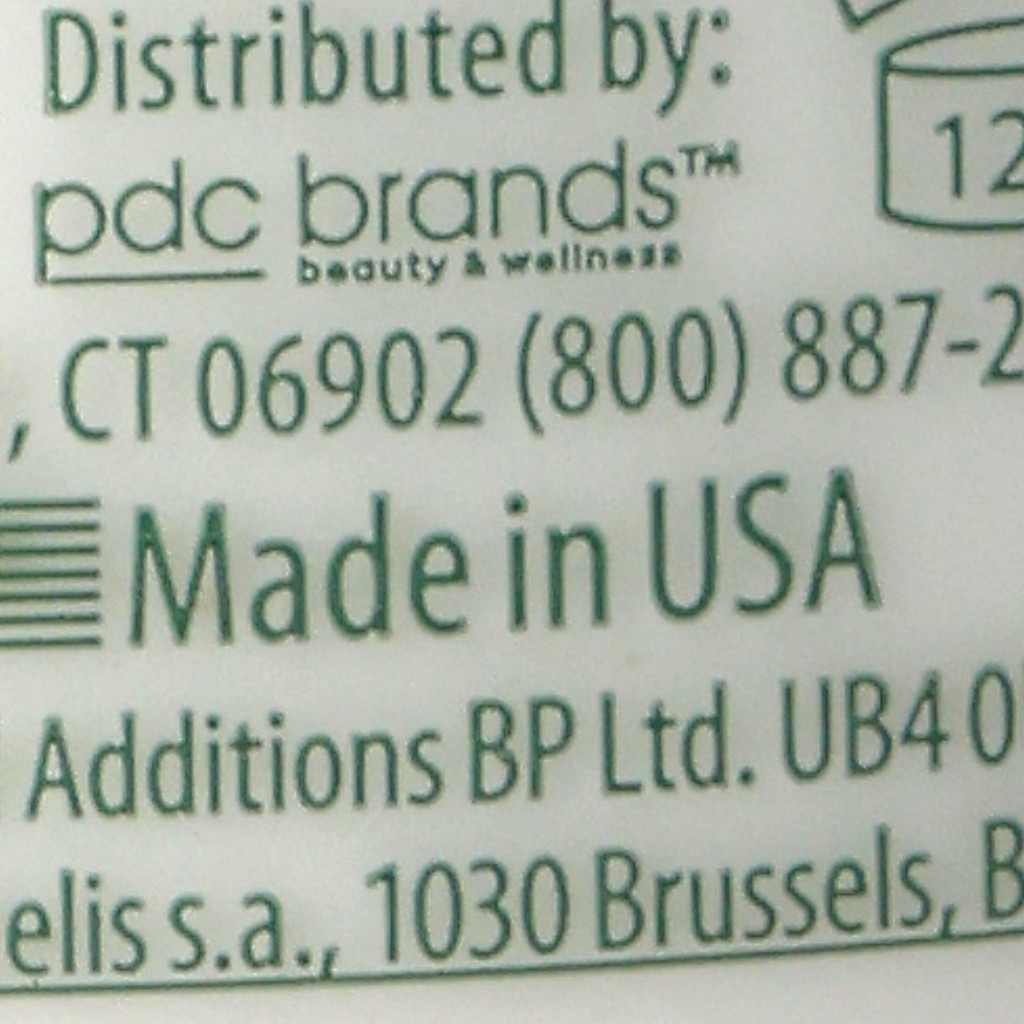 Distributed by:
12
pdc brands™
beauty & wellness
, CT 06902 (800) 887-2
Made in USA
Additions BP Ltd. UB4 0
elis s.a., 1030 Brussels, B